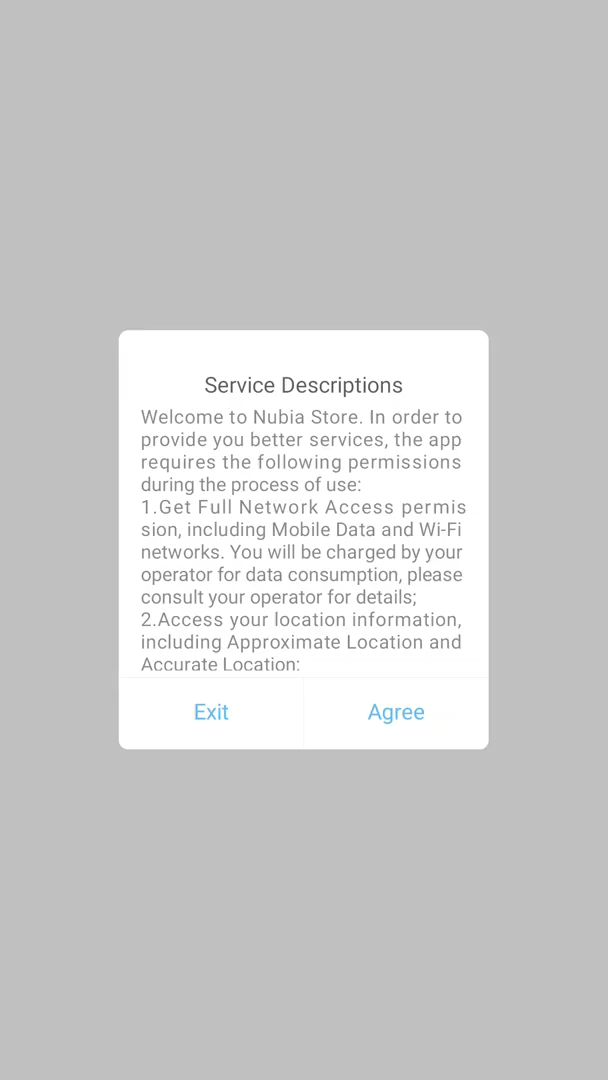 Service Descriptions
Welcome to Nubia Store. In order to
provide you better services, the app
requires the following permissions
during the process of use:
1.Get Full Network Access permis
sion, including Mobile Data and Wi-Fi
networks. You will be charged by your
operator for data consumption, please
consult your operator for details;
2.Access your location information,
including Approximate Location and
Accurate Location;
Exit
Agree